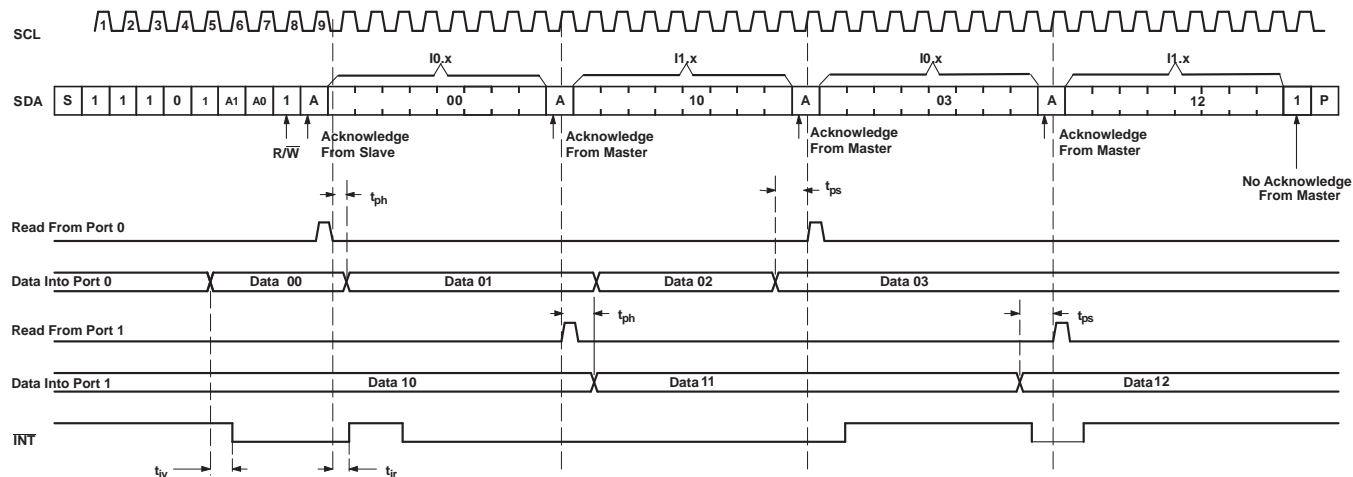 SCL 1 2 3 4 5 6 7 8 9
I0.x I1.x I0.x I1.x
SDA S 1 1 1 0 1 A1 A0 1 A 00 A 10 A 03 A 12 1 P
R/W
Acknowledge
From Slave
Acknowledge
From Master
Acknowledge
From Master
Acknowledge
From Master
No Acknowledge
From Master
tph
tps
Read From Port 0
Data Into Port 0 Data 00 Data 01 Data 02 Data 03
tph
tps
Read From Port 1
Data Into Port 1 Data 10 Data 11 Data 12
INT
tiv
tir